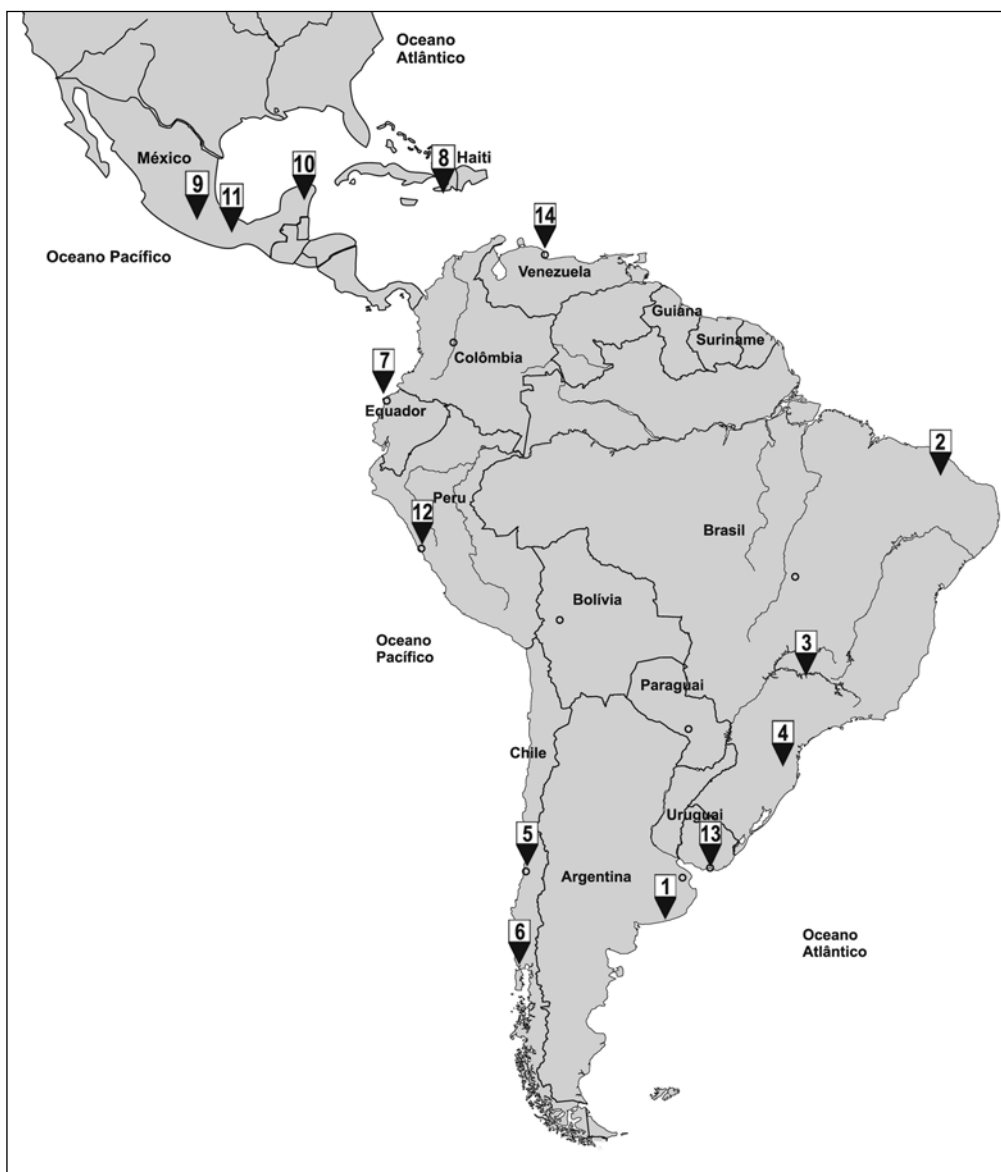 Oceano
Atlântico
México
8
Haiti
10
9
11
14
Oceano Pacífico
Venezuela
Guiana
Suriname
Colômbia
7
Equador
2
Peru
12
Brasil
Bolívia
Oceano
Pacífico
3
Paraguai
4
Chile
Uruguai
13
5
Argentina
1
6
Oceano
Atlântico